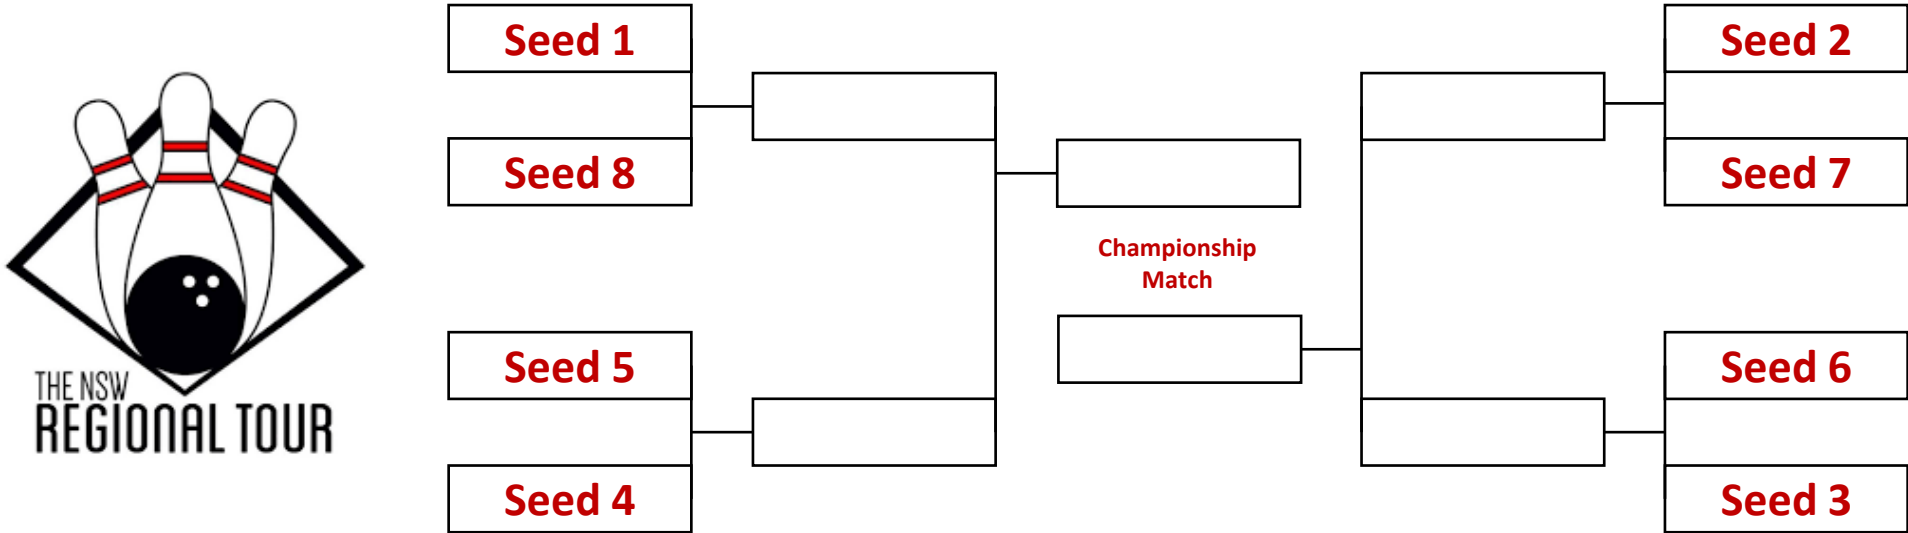 THE NSW
REGIONAL TOUR
Seed 1
Seed 8
Seed 5
Seed 4
Championship
Match
Seed 2
Seed 7
Seed 6
Seed 3